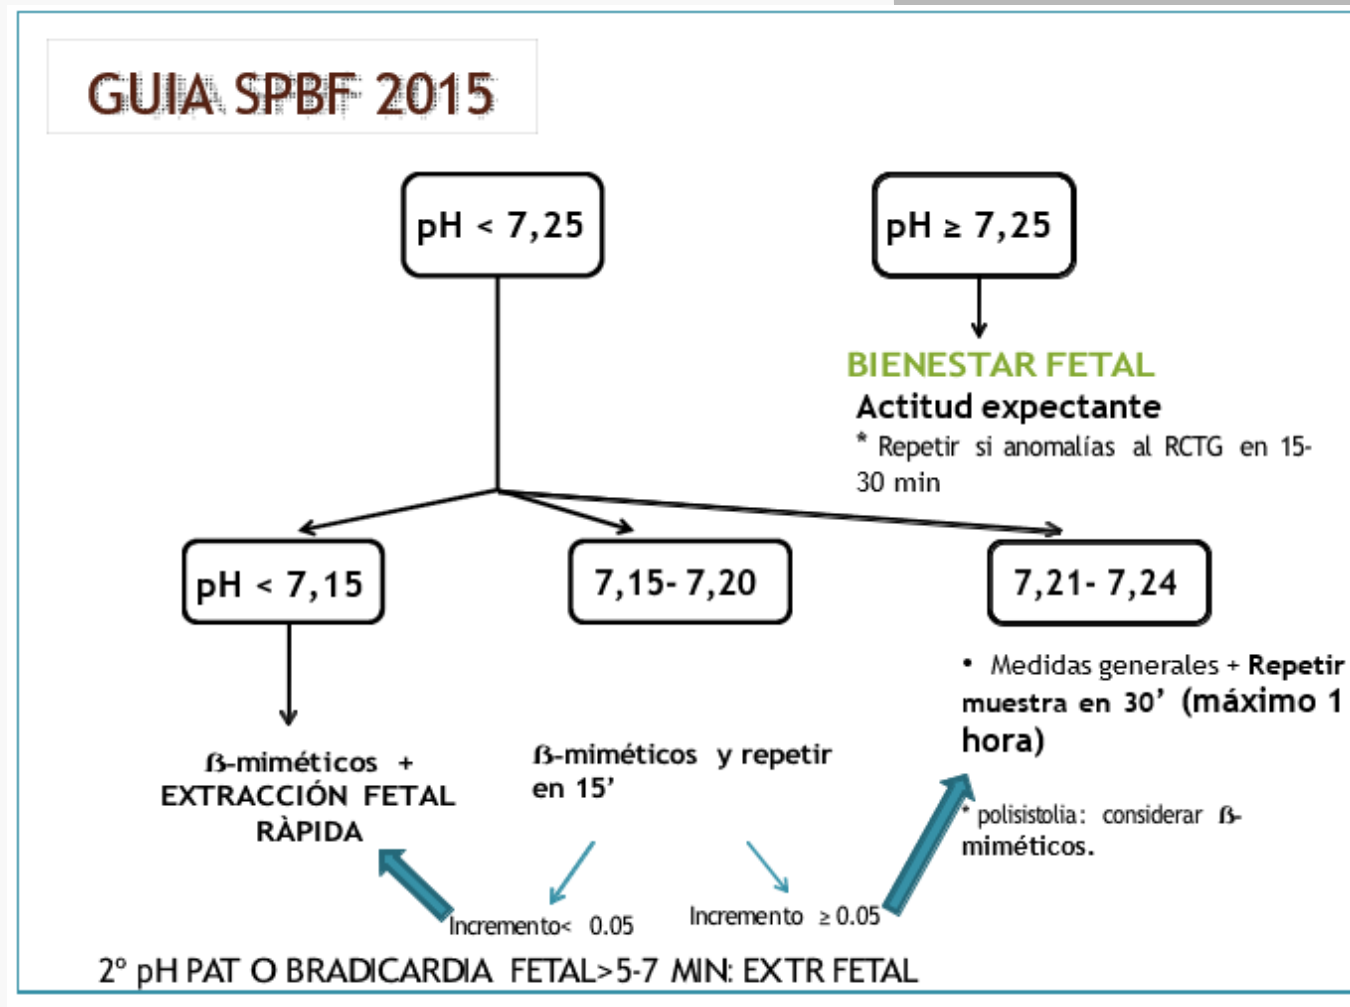 GUIA SPBF 2015
pH < 7,25
pH ≥ 7,25
BIENESTAR FETAL
Actitud expectante
* Repetir si anomalías al RCTG en 15-
30 min
pH < 7,15
7,15- 7,20
7,21- 7,24
• Medidas generales + Repetir
muestra en 30’ (máximo 1
hora)
* polisistolia: considerar ß-
miméticos.
ß-miméticos +
EXTRACCIÓN FETAL
RÀPIDA
ß-miméticos y repetir
en 15’
Incremento< 0.05
Incremento ≥ 0.05
2º pH PAT O BRADICARDIA FETAL>5-7 MIN: EXTR FETAL